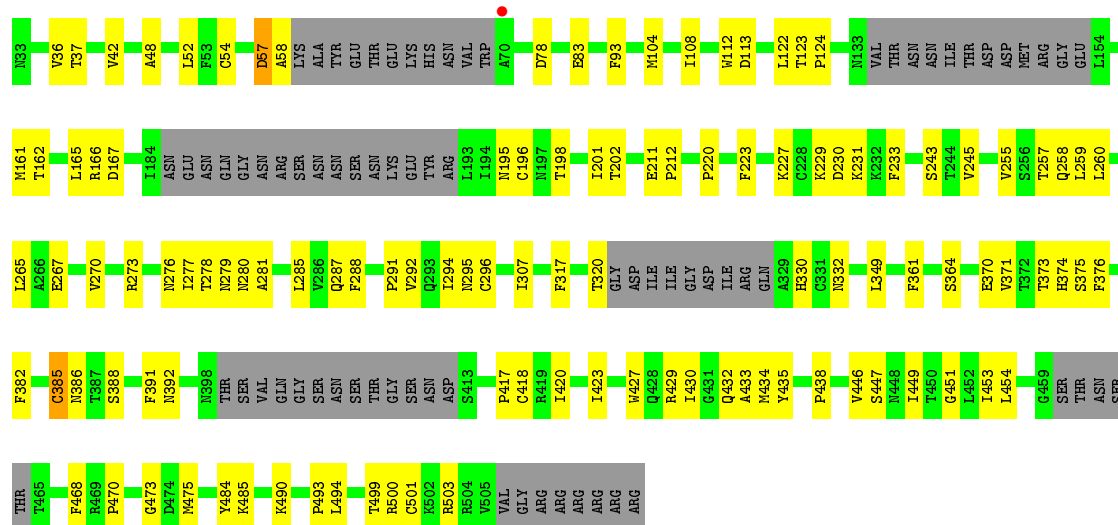 N33 V36 T37 V42 A48 L52 F53 C54 D57 A58 LYS ALA TYR GLU THR GLU LYS HIS ASN VAL TRP A70 D78 E83 F93 M104 I108 W112 D113 L122 T123 P124 N133 VAL THR ASN ASN ILE THR ASP ASP MET ARG GLY GLU L154
M161 T162 L165 R166 D167 I184 ASN GLU ASN GLN GLY ASN ARG SER ASN ASN SER ASN LYS GLU TYR ARG L193 I194 N195 C196 N197 T198 I201 T202 E211 P212 P220 F223 K227 C228 K229 D230 K231 K232 F233 S243 T244 V245 V255 S256 T257 Q258 L259 L260
L265 A266 E267 V270 R273 N276 I277 T278 N279 N280 A281 L285 V286 Q287 F288 P291 V292 Q293 I294 N295 C296 I307 F317 T320 GLY ASP ILE ILE GLY ASP ILE ARG GLN A329 H330 C331 N332 L349 F361 S364 E370 V371 T372 T373 H374 S375 F376
F382 C385 N386 T387 S388 F391 N392 N398 THR SER VAL GLN GLY SER ASN SER THR GLY SER ASN ASP S413 P417 C418 R419 I420 I423 W427 Q428 R429 I430 G431 Q432 A433 M434 Y435 P438 V446 S447 N448 I449 T450 G451 L452 I453 L454 G459 SER THR ASN SER
THR T465 F468 R469 P470 G473 D474 M475 Y484 K485 K490 P493 L494 T499 R500 C501 K502 R503 R504 V505 VAL GLY ARG ARG ARG ARG ARG ARG